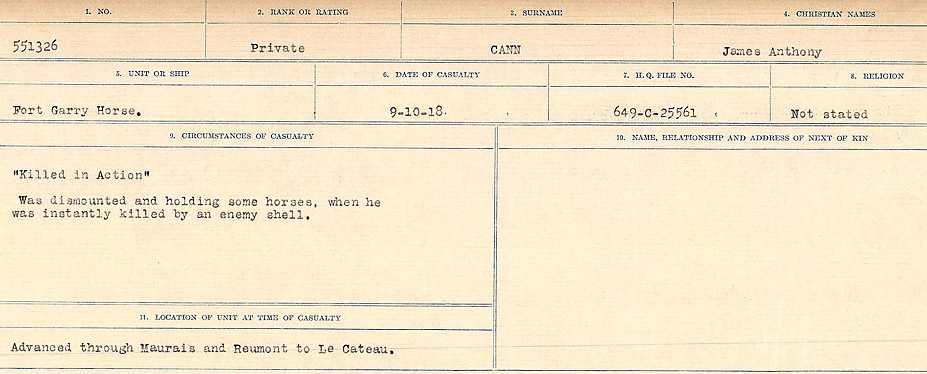 1. NO. 2. RANK OR RATING 3. SURNAME 4. CHRISTIAN NAMES
551326 Private CANN James Anthony
5. UNIT OR SHIP 6. DATE OF CASUALTY 7. H.Q. FILE NO. 8. RELIGION
Fort Garry Horse. 9-10-18. 649-C-25561 Not stated
9. CIRCUMSTANCES OF CASUALTY 10. NAME, RELATIONSHIP AND ADDRESS OF NEXT OF KIN
"Killed in Action"
Was dismounted and holding some horses, when he
was instantly killed by an enemy shell.
11. LOCATION OF UNIT AT TIME OF CASUALTY
Advanced through Maurais and Reumont to Le Cateau.